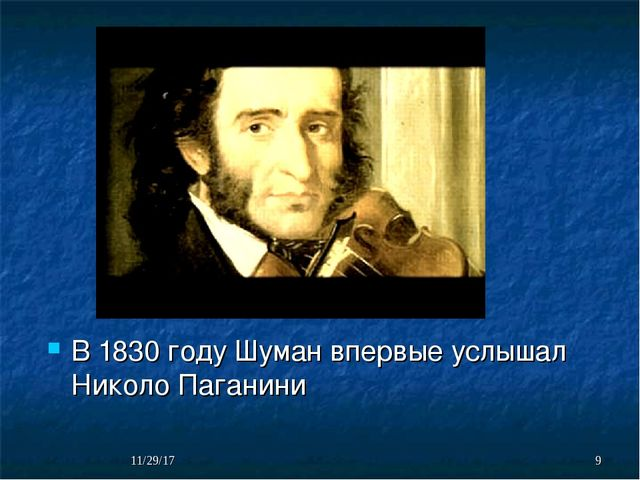 В 1830 году Шуман впервые услышал
Николо Паганини
11/29/17
9